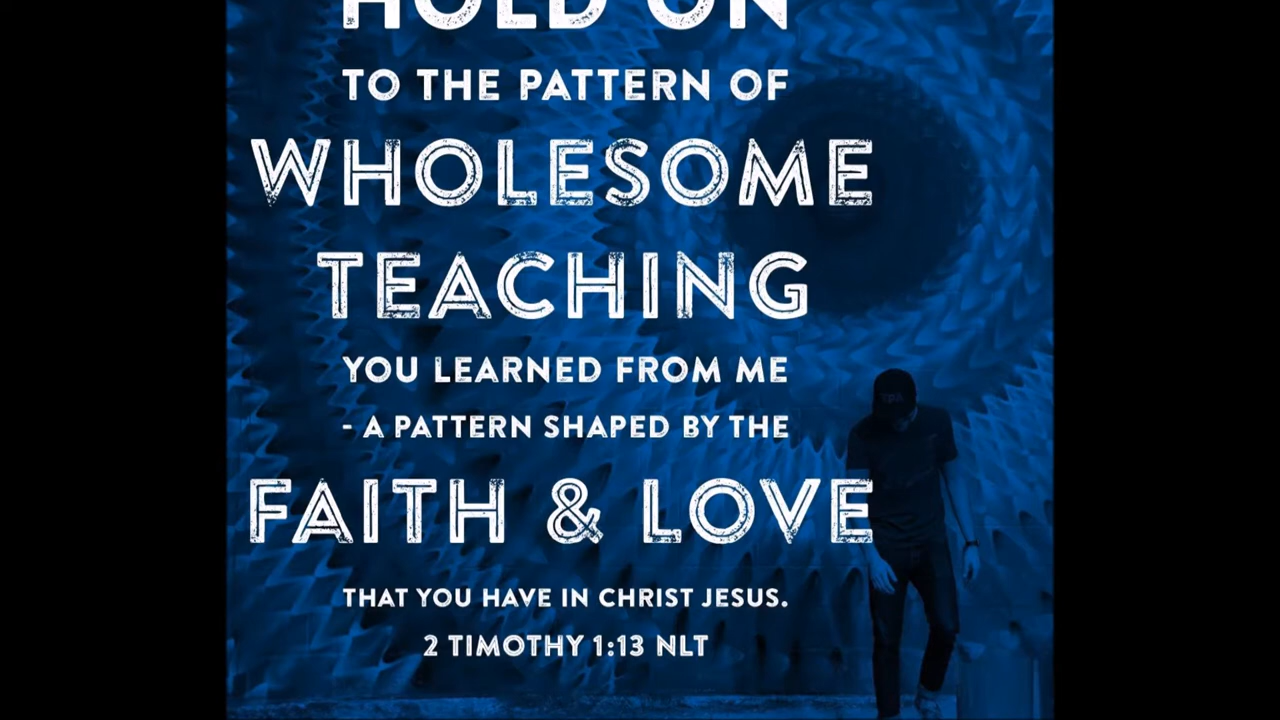 HOLD ON
TO THE PATTERN OF
WHOLESOME
TEACHING
YOU LEARNED FROM ME
- A PATTERN SHAPED BY THE
FAITH & LOVE
THAT YOU HAVE IN CHRIST JESUS.
2 TIMOTHY 1:13 NLT